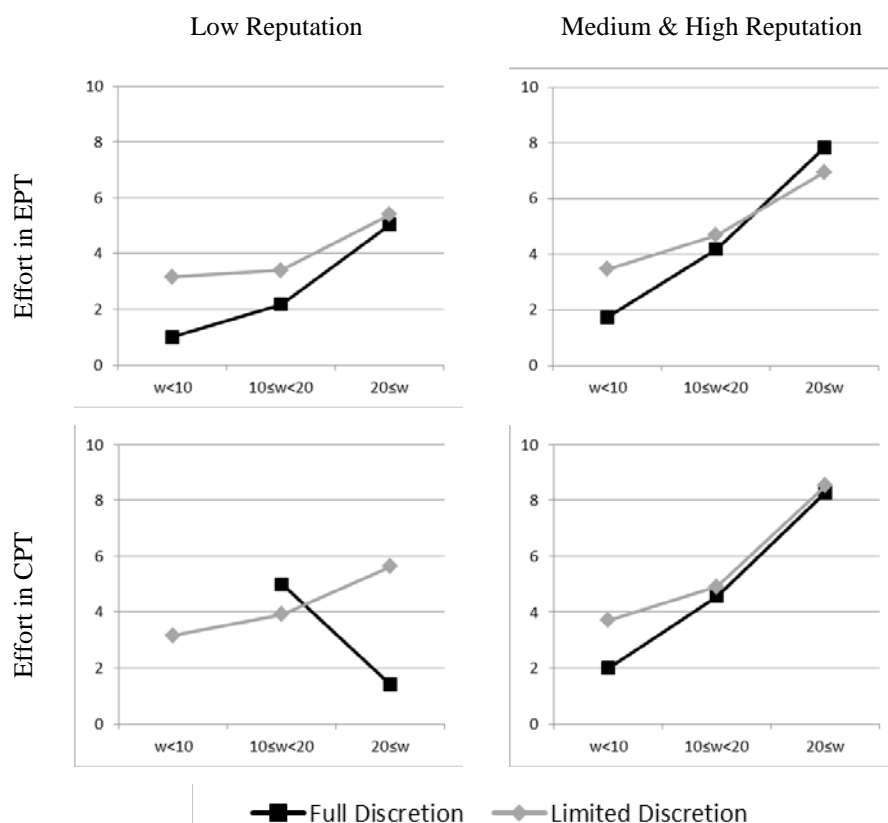 Low Reputation
Medium & High Reputation
Effort in EPT
10
8
6
4
2
0
w<10 10≤w<20 20≤w
10
8
6
4
2
0
w<10 10≤w<20 20≤w
Effort in CPT
10
8
6
4
2
0
w<10 10≤w<20 20≤w
10
8
6
4
2
0
w<10 10≤w<20 20≤w
Full Discretion Limited Discretion